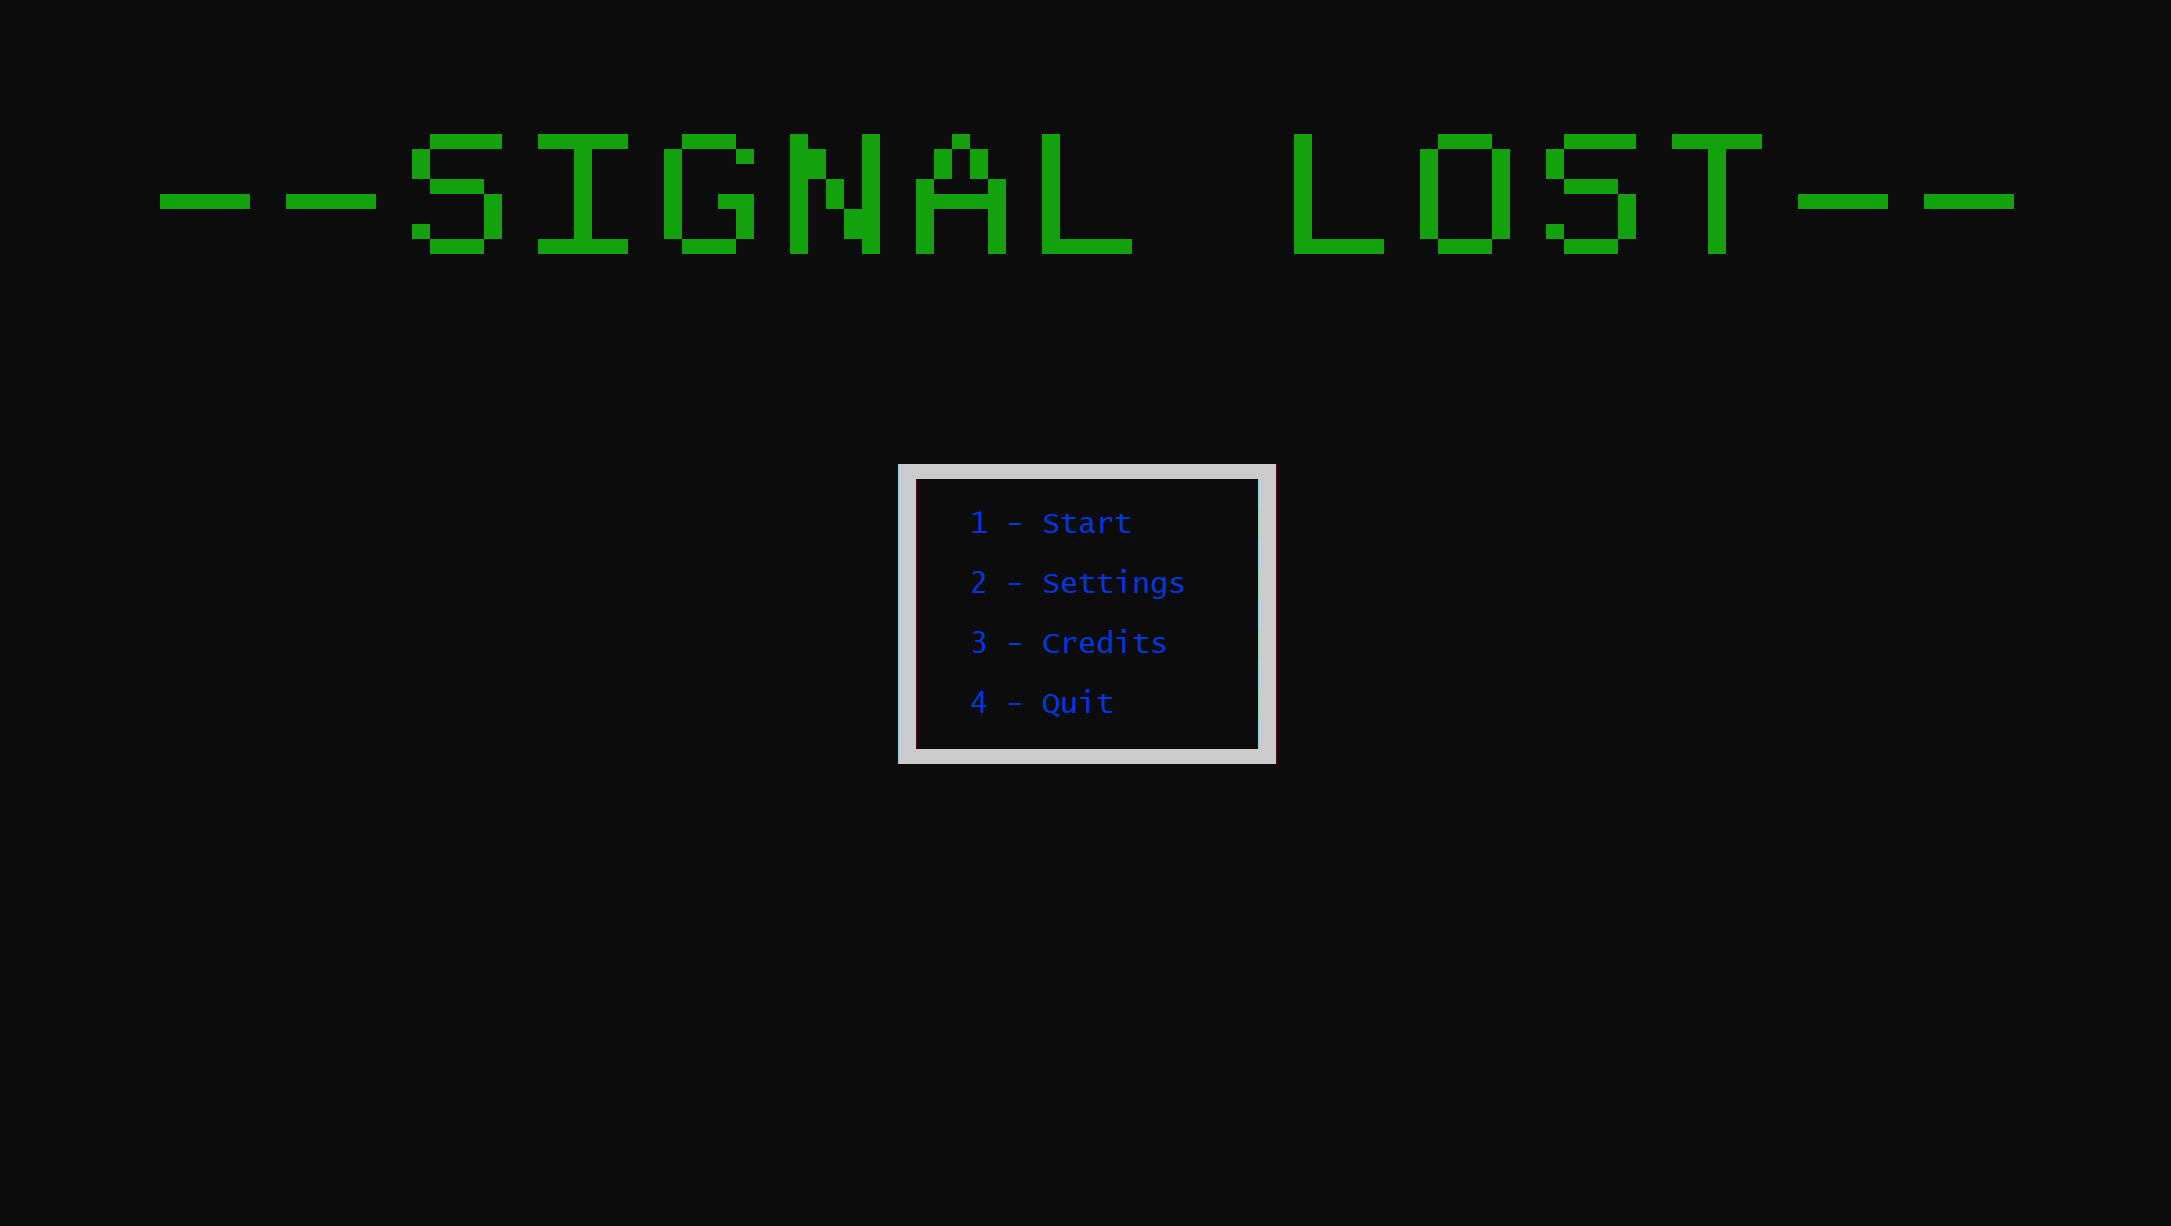 --SIGNAL LOST--
1 - Start
2 - Settings
3 - Credits
4 - Quit